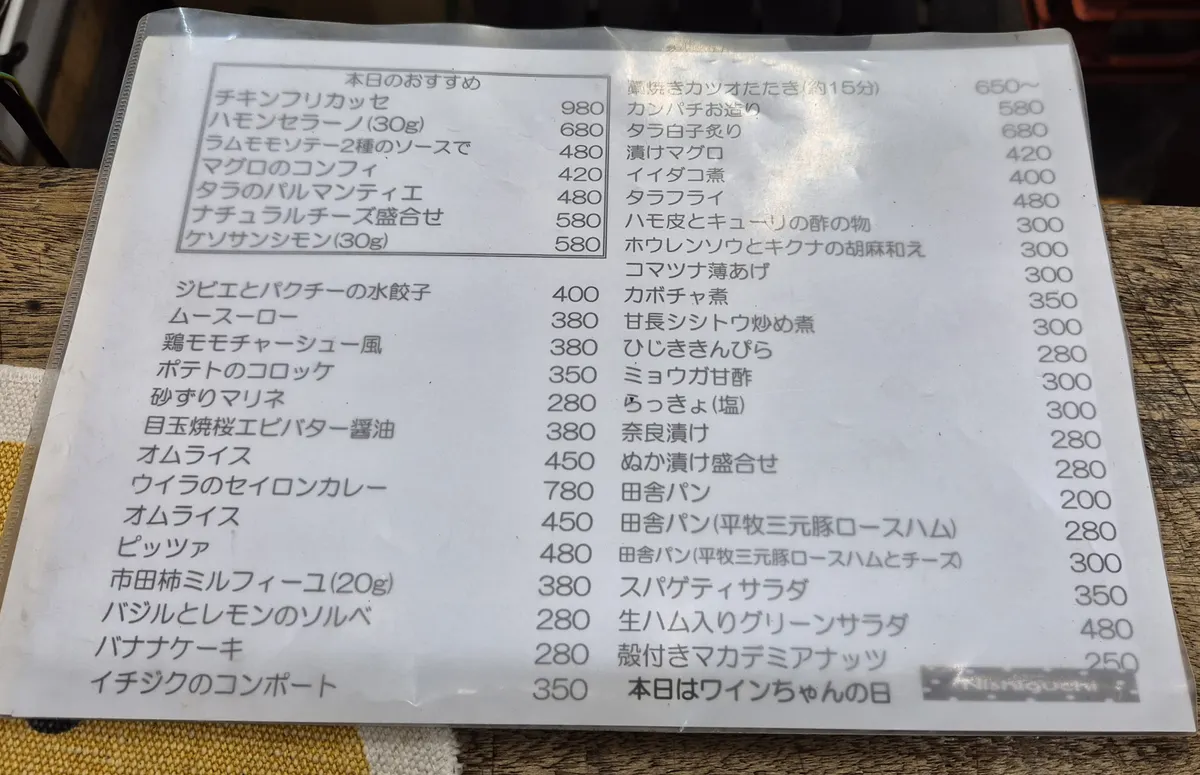 本日のおすすめ
チキンフリカッセ 980
ハモンセラーノ(30g) 680
ラムモモソテー2種のソースで 480
マグロのコンフィ 420
タラのパルマンティエ 480
ナチュラルチーズ盛合せ 580
ケソサンシモン(30g) 580
ジビエとパクチーの水餃子 400
ムースーロー 380
鶏モモチャーシュー風 380
ポテトのコロッケ 350
砂ずりマリネ 280
目玉焼桜エビバター醤油 380
オムライス 450
ウイラのセイロンカレー 780
オムライス 450
ピッツァ 480
市田柿ミルフィーユ(20g) 380
バジルとレモンのソルベ 280
バナナケーキ 280
イチジクのコンポート 350
藁焼きカツオたたき(約15分) 650〜
カンパチお造り 580
タラ白子炙り 680
漬けマグロ 420
イイダコ煮 400
タラフライ 480
ハモ皮とキューリの酢の物 300
ホウレンソウとキクナの胡麻和え 300
コマツナ薄あげ 300
カボチャ煮 350
甘長シシトウ炒め煮 300
ひじききんぴら 280
ミョウガ甘酢 300
らっきょ(塩) 300
奈良漬け 280
ぬか漬け盛合せ 280
田舎パン 200
田舎パン(平牧三元豚ロースハム) 280
田舎パン(平牧三元豚ロースハムとチーズ) 300
スパゲティサラダ 350
生ハム入りグリーンサラダ 480
殻付きマカデミアナッツ 250
本日はワインちゃんの日
Nishiguchi